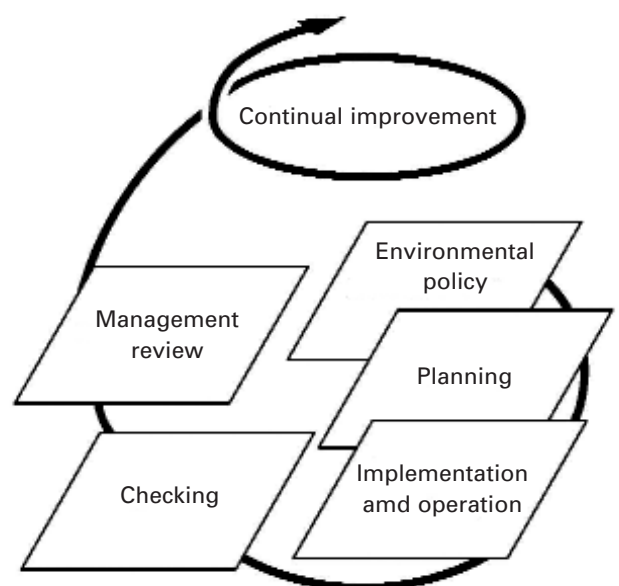 Continual improvement
Environmental
policy
Management
review
Planning
Checking
Implementation
amd operation